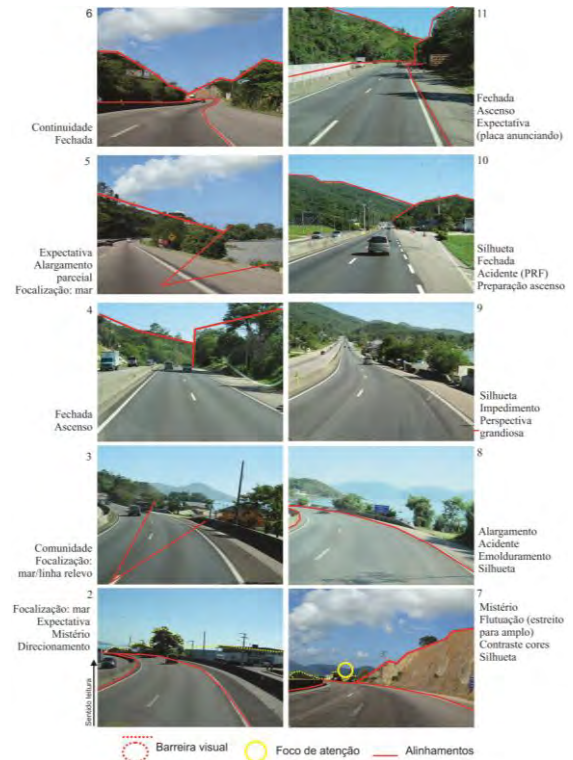 6
Continuidade
Fechada
5
Expectativa
Alargamento
parcial
Focalização: mar
4
Fechada
Ascenso
3
Comunidade
Focalização:
mar/linha relevo
2
Focalização: mar
Expectativa
Mistério
Direcionamento
Sentido leitura
11
Fechada
Ascenso
Expectativa
(placa anunciando)
10
Silhueta
Fechada
Acidente (PRF)
Preparação ascenso
9
Silhueta
Impedimento
Perspectiva
grandiosa
8
Alargamento
Acidente
Emolduramento
Silhueta
7
Mistério
Flutuação (estreito
para amplo)
Contraste cores
Silhueta
Barreira visual
Foco de atenção
Alinhamentos